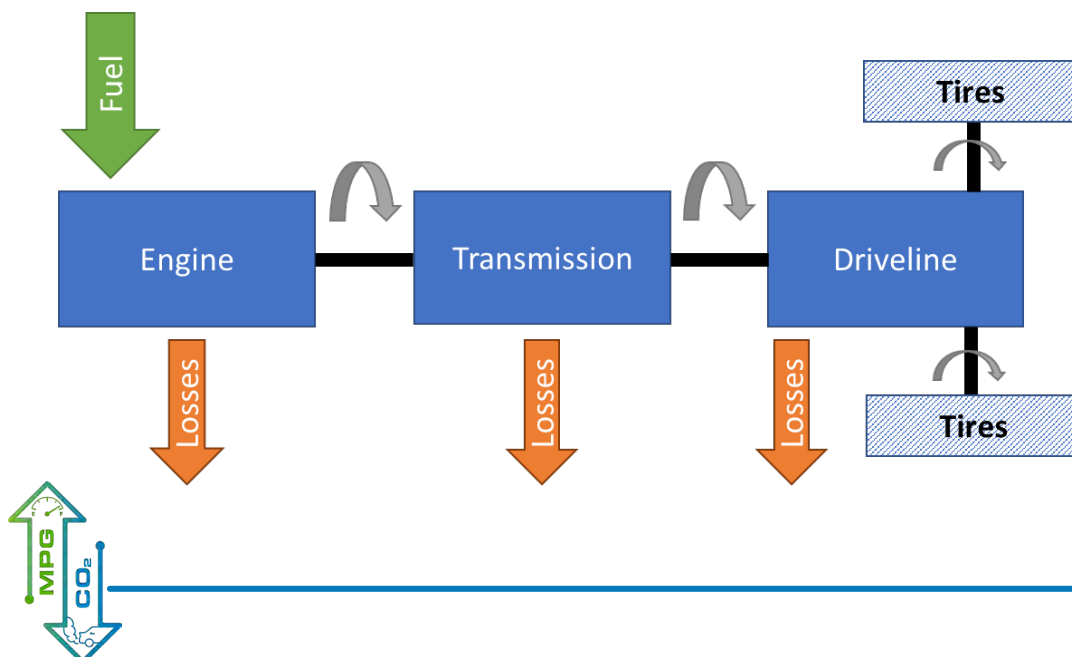 Fuel
Tires
Engine
Transmission
Driveline
Losses
Losses
Losses
Tires
MPG
CO₂